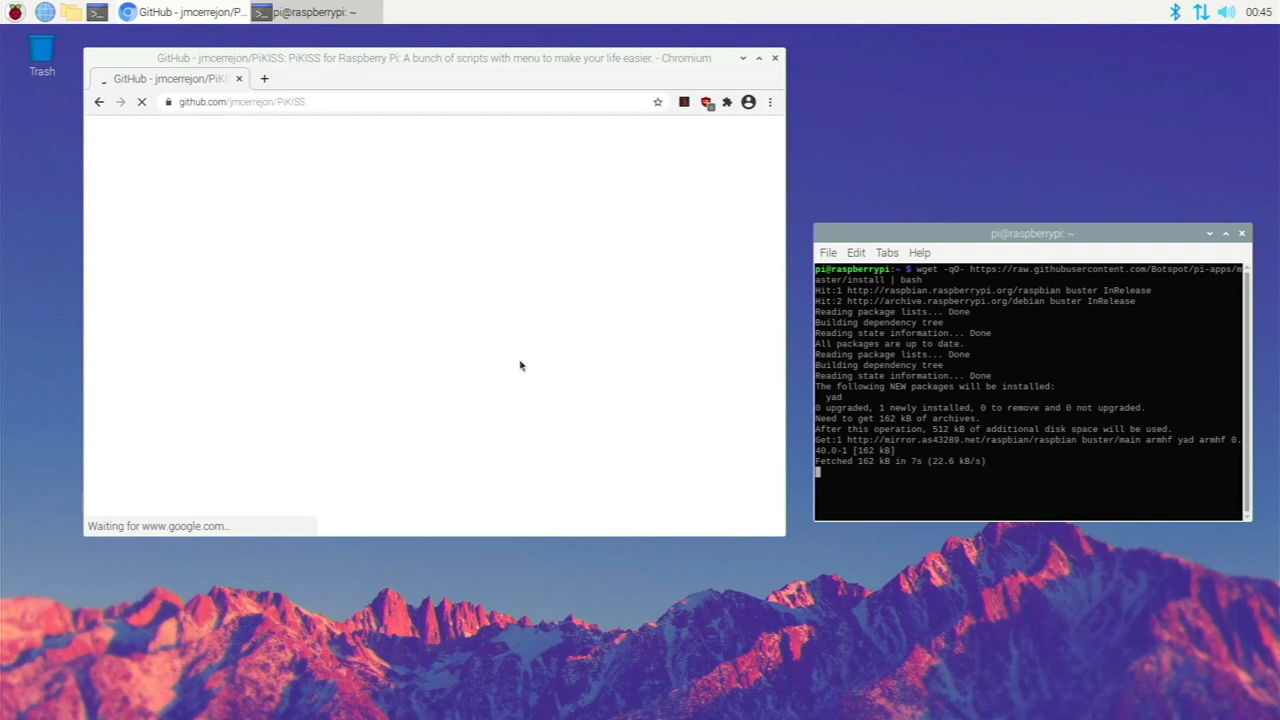 GitHub - jmcerrejon/P...
pi@raspberrypi: ~
00:45
Trash
GitHub - jmcerrejon/PiKISS: PiKISS for Raspberry Pi: A bunch of scripts with menu to make your life easier. - Chromium
GitHub - jmcerrejon/PiKI
github.com/jmcerrejon/PiKISS
Waiting for www.google.com...
pi@raspberrypi: ~
File Edit Tabs Help
pi@raspberrypi:~ $ wget -qO- https://raw.githubusercontent.com/Botspot/pi-apps/m
aster/install | bash
Hit:1 http://raspbian.raspberrypi.org/raspbian buster InRelease
Hit:2 http://archive.raspberrypi.org/debian buster InRelease
Reading package lists... Done
Building dependency tree
Reading state information... Done
All packages are up to date.
Reading package lists... Done
Building dependency tree
Reading state information... Done
The following NEW packages will be installed:
yad
0 upgraded, 1 newly installed, 0 to remove and 0 not upgraded.
Need to get 162 kB of archives.
After this operation, 512 kB of additional disk space will be used.
Get:1 http://mirror.as43289.net/raspbian/raspbian buster/main armhf yad armhf 0.
40.0-1 [162 kB]
Fetched 162 kB in 7s (22.6 kB/s)